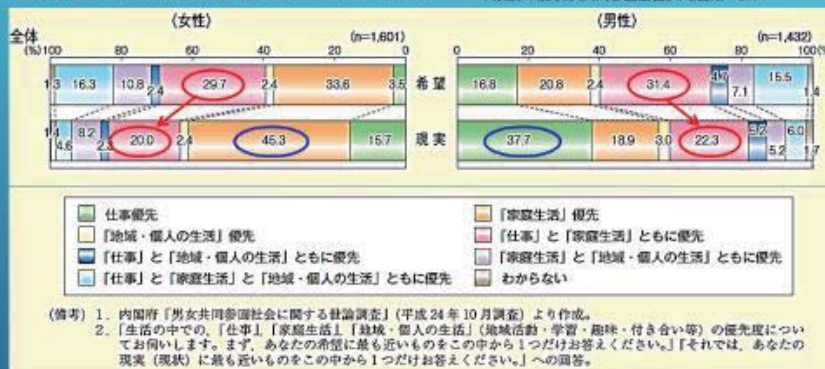 〈女性〉
〈男性〉
全体
(n=1,601)
(n=1,432)
(%)100 80 60 40 20 0
0 20 40 60 80 100(%)
1.3 16.3 10.8 2.4 29.7 2.4 33.6 3.5
希望
16.8 20.8 2.4 31.4 4.7 7.1 15.5 1.4
1.4 4.6 8.2 2.3 20.0 2.4 45.3 15.7
現実
37.7 18.9 3.0 22.3 5.2 5.2 6.0 1.7
仕事優先
「家庭生活」優先
「地域・個人の生活」優先
「仕事」と「家庭生活」ともに優先
「仕事」と「地域・個人の生活」ともに優先
「家庭生活」と「地域・個人の生活」ともに優先
「仕事」と「家庭生活」と「地域・個人の生活」ともに優先
わからない
(備考) 1. 内閣府「男女共同参画社会に関する世論調査」(平成24年10月調査)より作成。
2. 「生活の中での,「仕事」,「家庭生活」,「地域・個人の生活」(地域活動・学習・趣味・付き合い等)の優先度につい
てお伺いします。まず,あなたの希望に最も近いものをこの中から1つだけお答えください。」「それでは,あなたの
現実(現状)に最も近いものをこの中から1つだけお答えください。」への回答。